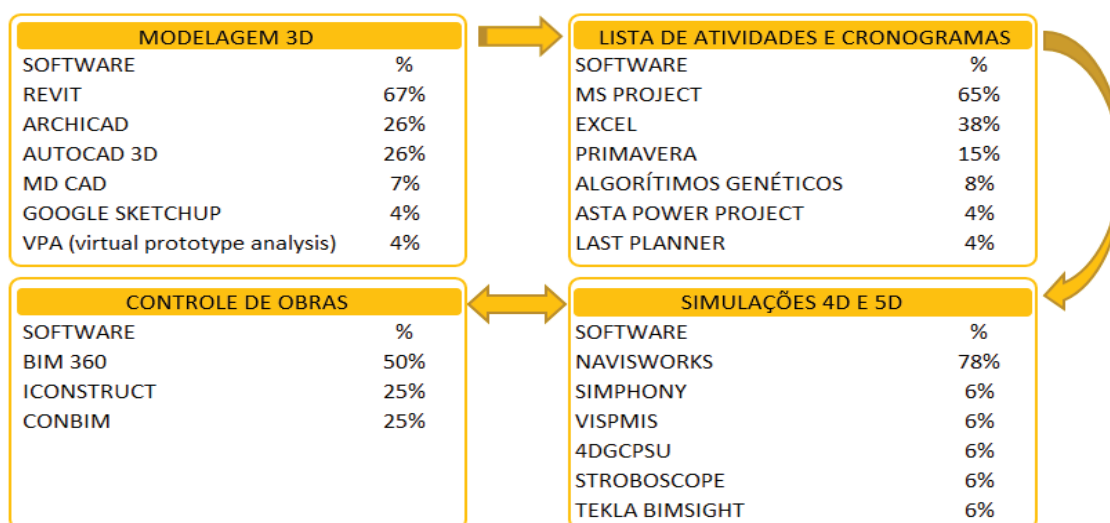 MODELAGEM 3D
SOFTWARE %
REVIT 67%
ARCHICAD 26%
AUTOCAD 3D 26%
MD CAD 7%
GOOGLE SKETCHUP 4%
VPA (virtual prototype analysis) 4%
LISTA DE ATIVIDADES E CRONOGRAMAS
SOFTWARE %
MS PROJECT 65%
EXCEL 38%
PRIMAVERA 15%
ALGORÍTIMOS GENÉTICOS 8%
ASTA POWER PROJECT 4%
LAST PLANNER 4%
CONTROLE DE OBRAS
SOFTWARE %
BIM 360 50%
ICONSTRUCT 25%
CONBIM 25%
SIMULAÇÕES 4D E 5D
SOFTWARE %
NAVISWORKS 78%
SIMPHONY 6%
VISPMIS 6%
4DGCPSU 6%
STROBOSCOPE 6%
TEKLA BIMSIGHT 6%